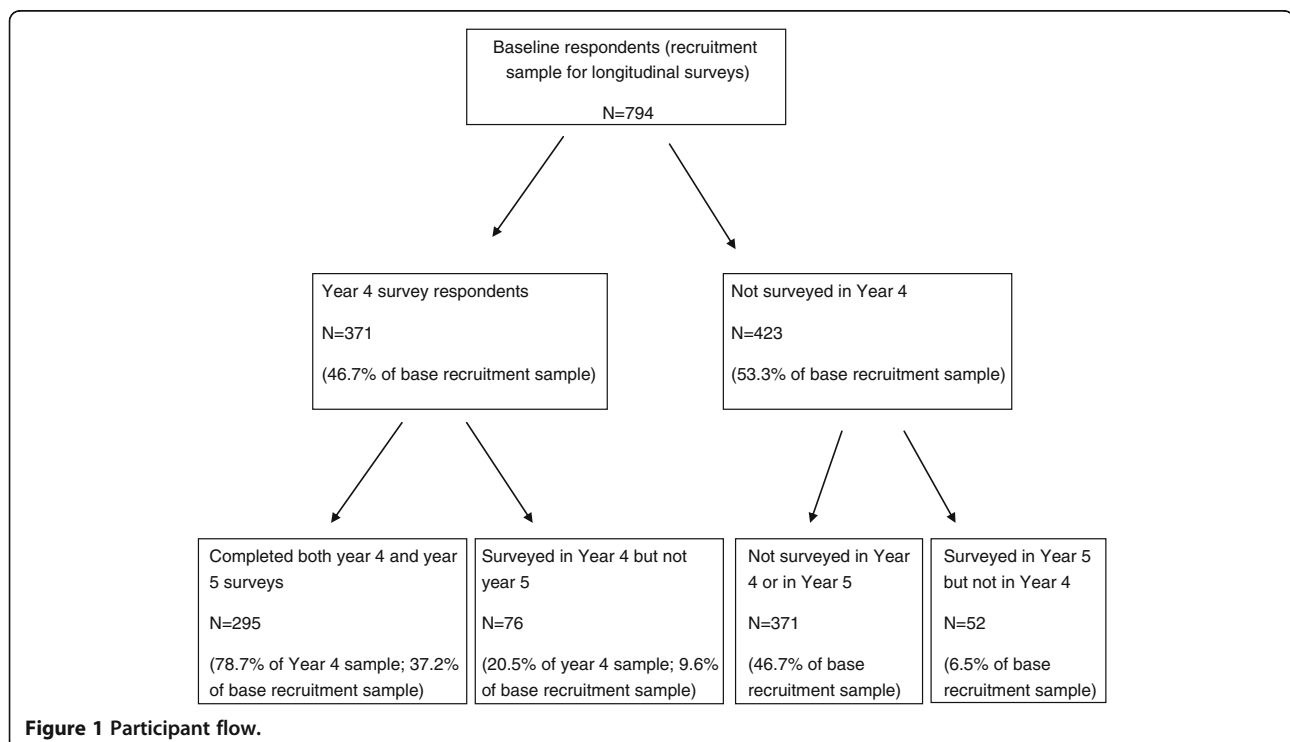 Baseline respondents (recruitment
sample for longitudinal surveys)
N=794
Year 4 survey respondents
N=371
(46.7% of base recruitment sample)
Not surveyed in Year 4
N=423
(53.3% of base recruitment sample)
Completed both year 4 and year
5 surveys
N=295
(78.7% of Year 4 sample; 37.2%
of base recruitment sample)
Surveyed in Year 4 but not
year 5
N=76
(20.5% of year 4 sample; 9.6%
of base recruitment sample)
Not surveyed in Year
4 or in Year 5
N=371
(46.7% of base
recruitment sample)
Surveyed in Year 5
but not in Year 4
N=52
(6.5% of base
recruitment sample)
Figure 1 Participant flow.